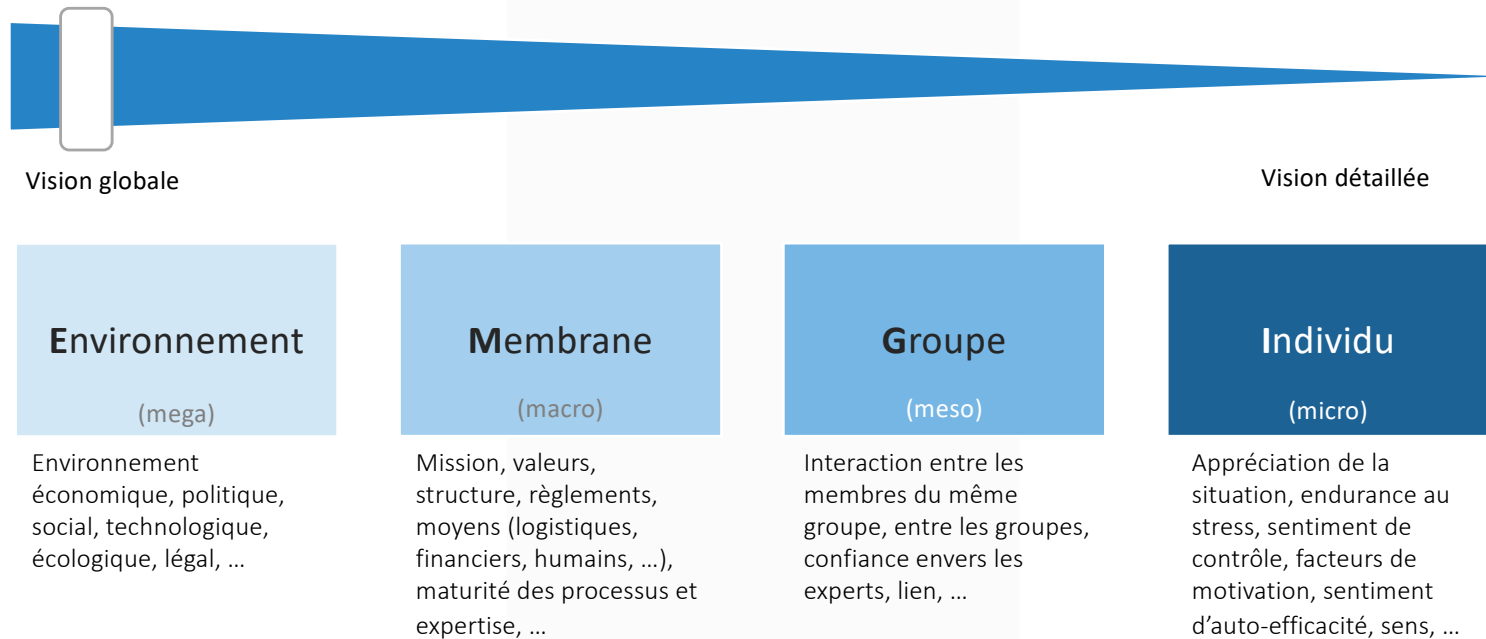 Vision globale
Vision détaillée
Environnement
(mega)
Environnement
économique, politique,
social, technologique,
écologique, légal, …
Membrane
(macro)
Mission, valeurs,
structure, règlements,
moyens (logistiques,
financiers, humains, …),
maturité des processus et
expertise, …
Groupe
(meso)
Interaction entre les
membres du même
groupe, entre les groupes,
confiance envers les
experts, lien, …
Individu
(micro)
Appréciation de la
situation, endurance au
stress, sentiment de
contrôle, facteurs de
motivation, sentiment
d’auto-efficacité, sens, …